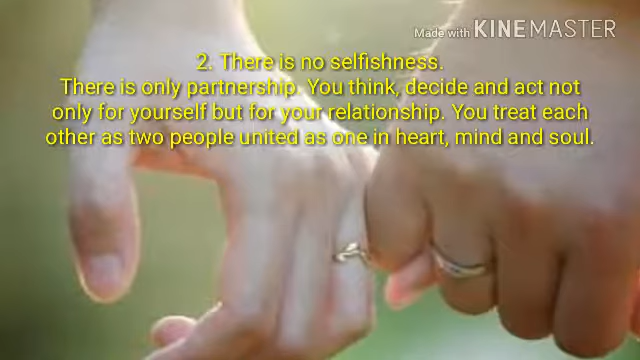 Made with KINEMASTER
2. There is no selfishness.
There is only partnership. You think, decide and act not
only for yourself but for your relationship. You treat each
other as two people united as one in heart, mind and soul.